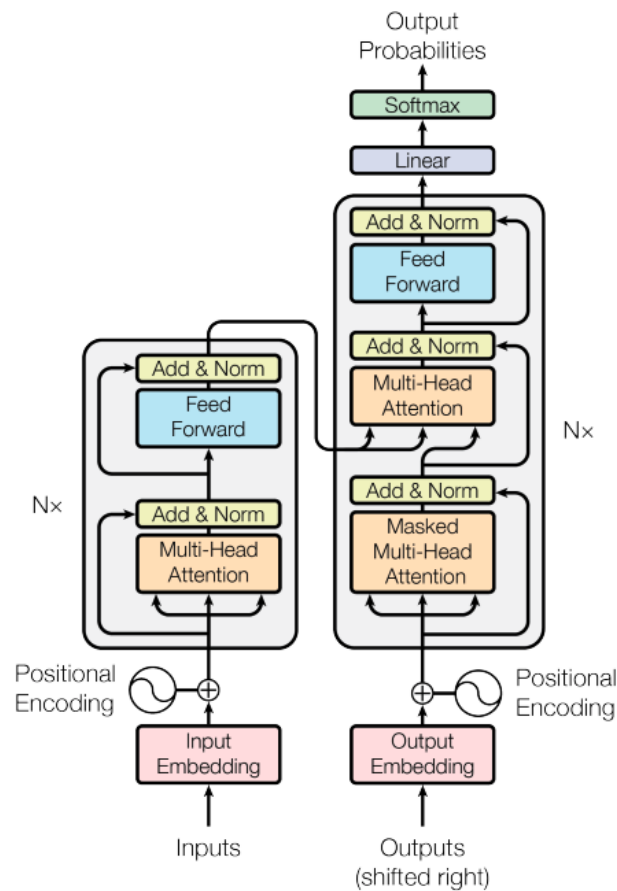 Output
Probabilities
Softmax
Linear
Add & Norm
Feed
Forward
Add & Norm
Multi-Head
Attention
Nx
Add & Norm
Masked
Multi-Head
Attention
Add & Norm
Feed
Forward
Nx
Add & Norm
Multi-Head
Attention
Positional
Encoding
Positional
Encoding
Input
Embedding
Output
Embedding
Inputs
Outputs
(shifted right)